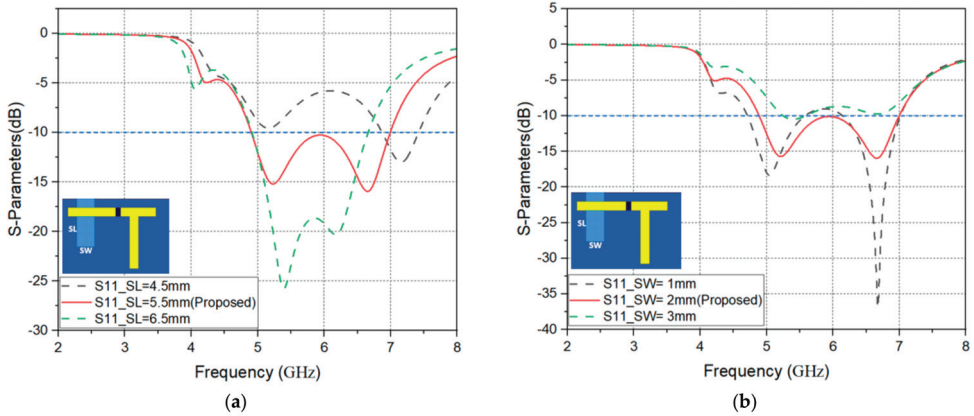 0
-5
-10
-15
-20
-25
-30
S-Parameters(dB)
SL
SW
S11_SL=4.5mm
S11_SL=5.5mm(Proposed)
S11_SL=6.5mm
2 3 4 5 6 7 8
Frequency (GHz)
(a)
5
0
-5
-10
-15
-20
-25
-30
-35
-40
S-Parameters(dB)
SL
SW
S11_SW= 1mm
S11_SW= 2mm(Proposed)
S11_SW= 3mm
2 3 4 5 6 7 8
Frequency (GHz)
(b)